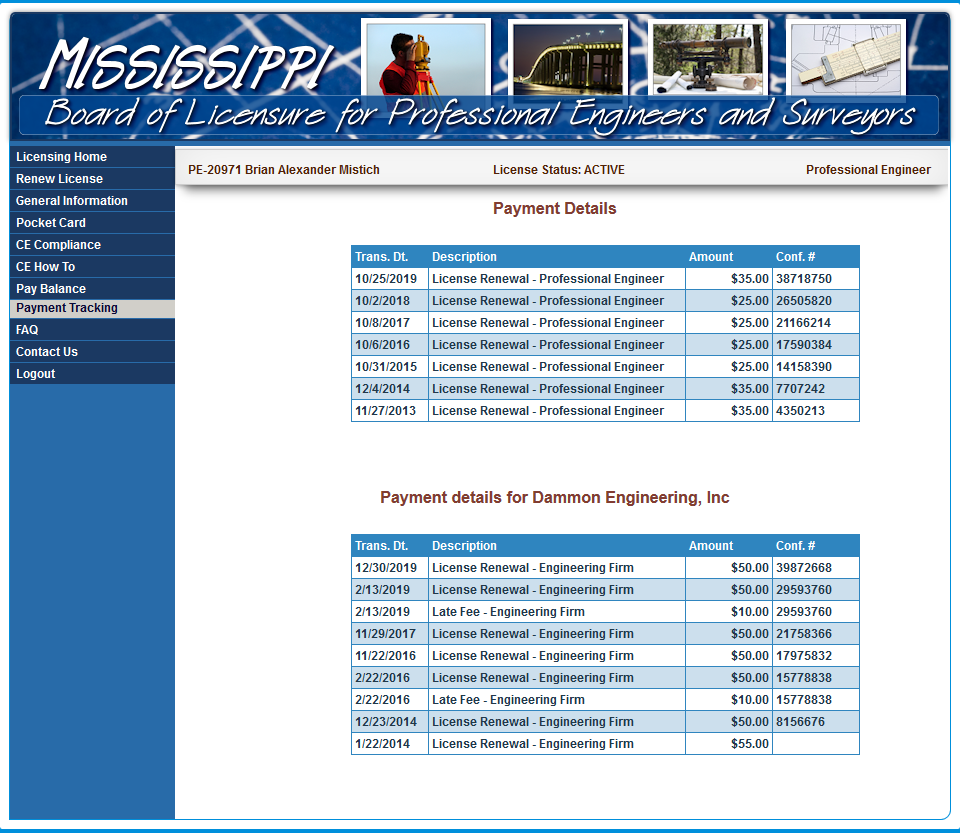 Mississippi
Board of Licensure for Professional Engineers and Surveyors
Licensing Home
Renew License
General Information
Pocket Card
CE Compliance
CE How To
Pay Balance
Payment Tracking
FAQ
Contact Us
Logout
PE-20971 Brian Alexander Mistich License Status: ACTIVE Professional Engineer
Payment Details
Trans. Dt. Description Amount Conf. #
10/25/2019 License Renewal - Professional Engineer $35.00 38718750
10/2/2018 License Renewal - Professional Engineer $25.00 26505820
10/8/2017 License Renewal - Professional Engineer $25.00 21166214
10/6/2016 License Renewal - Professional Engineer $25.00 17590384
10/31/2015 License Renewal - Professional Engineer $25.00 14158390
12/4/2014 License Renewal - Professional Engineer $35.00 7707242
11/27/2013 License Renewal - Professional Engineer $35.00 4350213
Payment details for Dammon Engineering, Inc
Trans. Dt. Description Amount Conf. #
12/30/2019 License Renewal - Engineering Firm $50.00 39872668
2/13/2019 License Renewal - Engineering Firm $50.00 29593760
2/13/2019 Late Fee - Engineering Firm $10.00 29593760
11/29/2017 License Renewal - Engineering Firm $50.00 21758366
11/22/2016 License Renewal - Engineering Firm $50.00 17975832
2/22/2016 License Renewal - Engineering Firm $50.00 15778838
2/22/2016 Late Fee - Engineering Firm $10.00 15778838
12/23/2014 License Renewal - Engineering Firm $50.00 8156676
1/22/2014 License Renewal - Engineering Firm $55.00